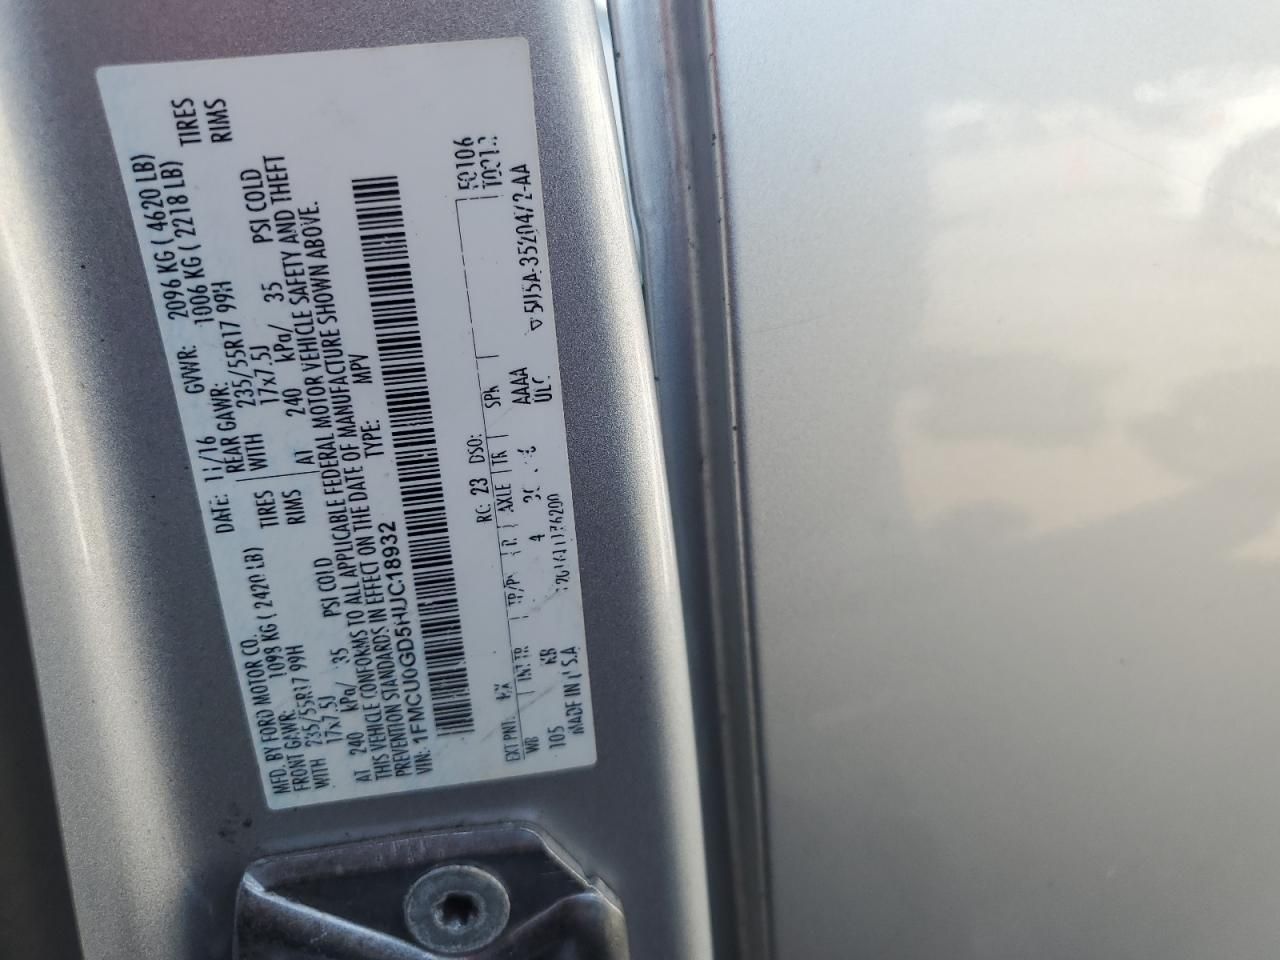 MFD. BY FORD MOTOR CO.
DATE: 11/16 GVWR: 2096 KG ( 4620 LB)
FRONT GAWR: 1098 KG ( 2420 LB) REAR GAWR: 1006 KG ( 2218 LB)
WITH 235/55R17 99H TIRES WITH 235/55R17 99H TIRES
17x7.5J RIMS 17x7.5J RIMS
AT 240 kPa/ 35 PSI COLD AT 240 kPa/ 35 PSI COLD
THIS VEHICLE CONFORMS TO ALL APPLICABLE FEDERAL MOTOR VEHICLE SAFETY AND THEFT
PREVENTION STANDARDS IN EFFECT ON THE DATE OF MANUFACTURE SHOWN ABOVE.
VIN: 1FMCU0GD5HUC18932 TYPE: MPV
F0106
EXT PNT: RC: 23 DSO:
WB INT TR TP/PS R AXLE TR SPR
105 KB 4 AAAA
MADE IN U.S.A. ULC